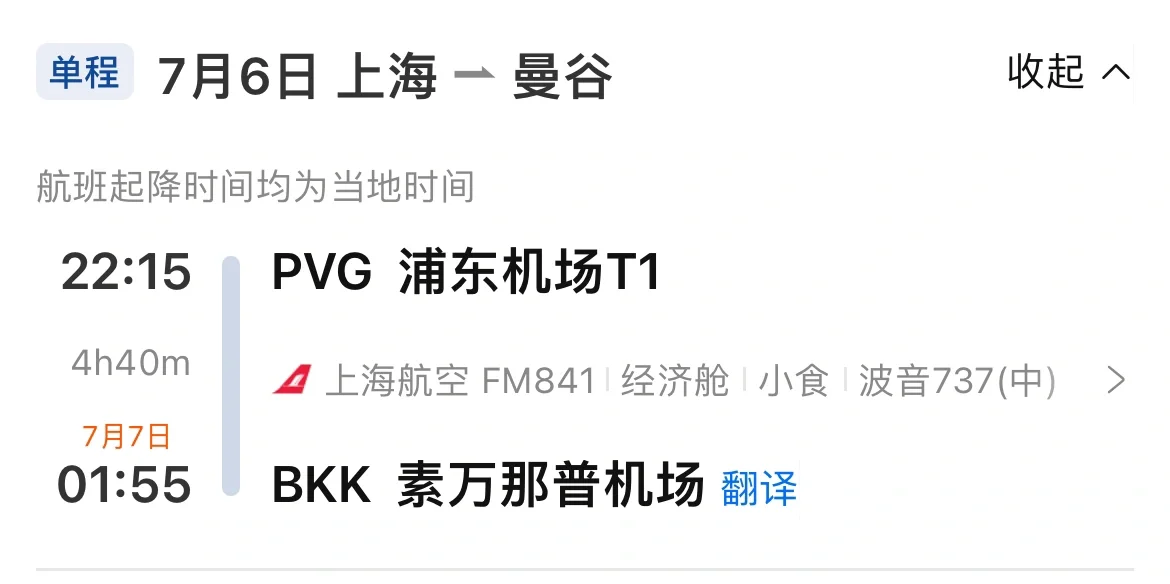 单程 7月6日 上海 曼谷 收起
航班起降时间均为当地时间
22:15 PVG 浦东机场T1
4h40m
上海航空 FM841 经济舱 小食 波音737(中)
7月7日
01:55 BKK 素万那普机场 翻译